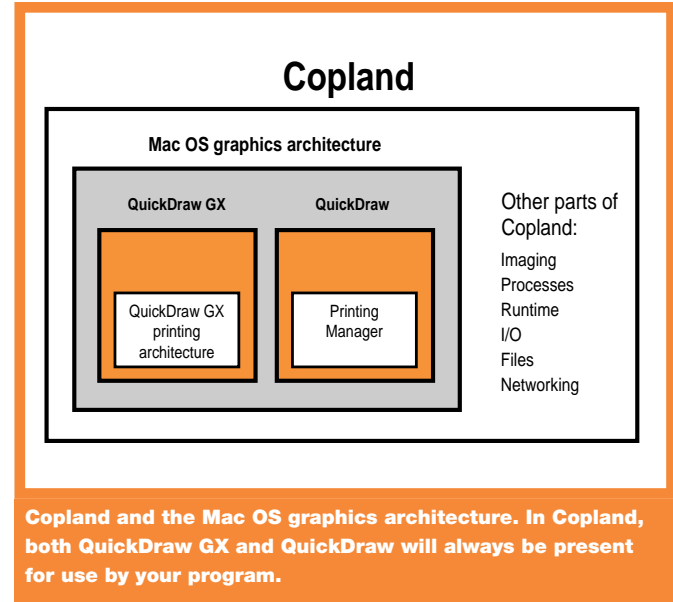 Copland
Mac OS graphics architecture
QuickDraw GX
QuickDraw
QuickDraw GX
printing
architecture
Printing
Manager
Other parts of
Copland:
Imaging
Processes
Runtime
I/O
Files
Networking
Copland and the Mac OS graphics architecture. In Copland,
both QuickDraw GX and QuickDraw will always be present
for use by your program.